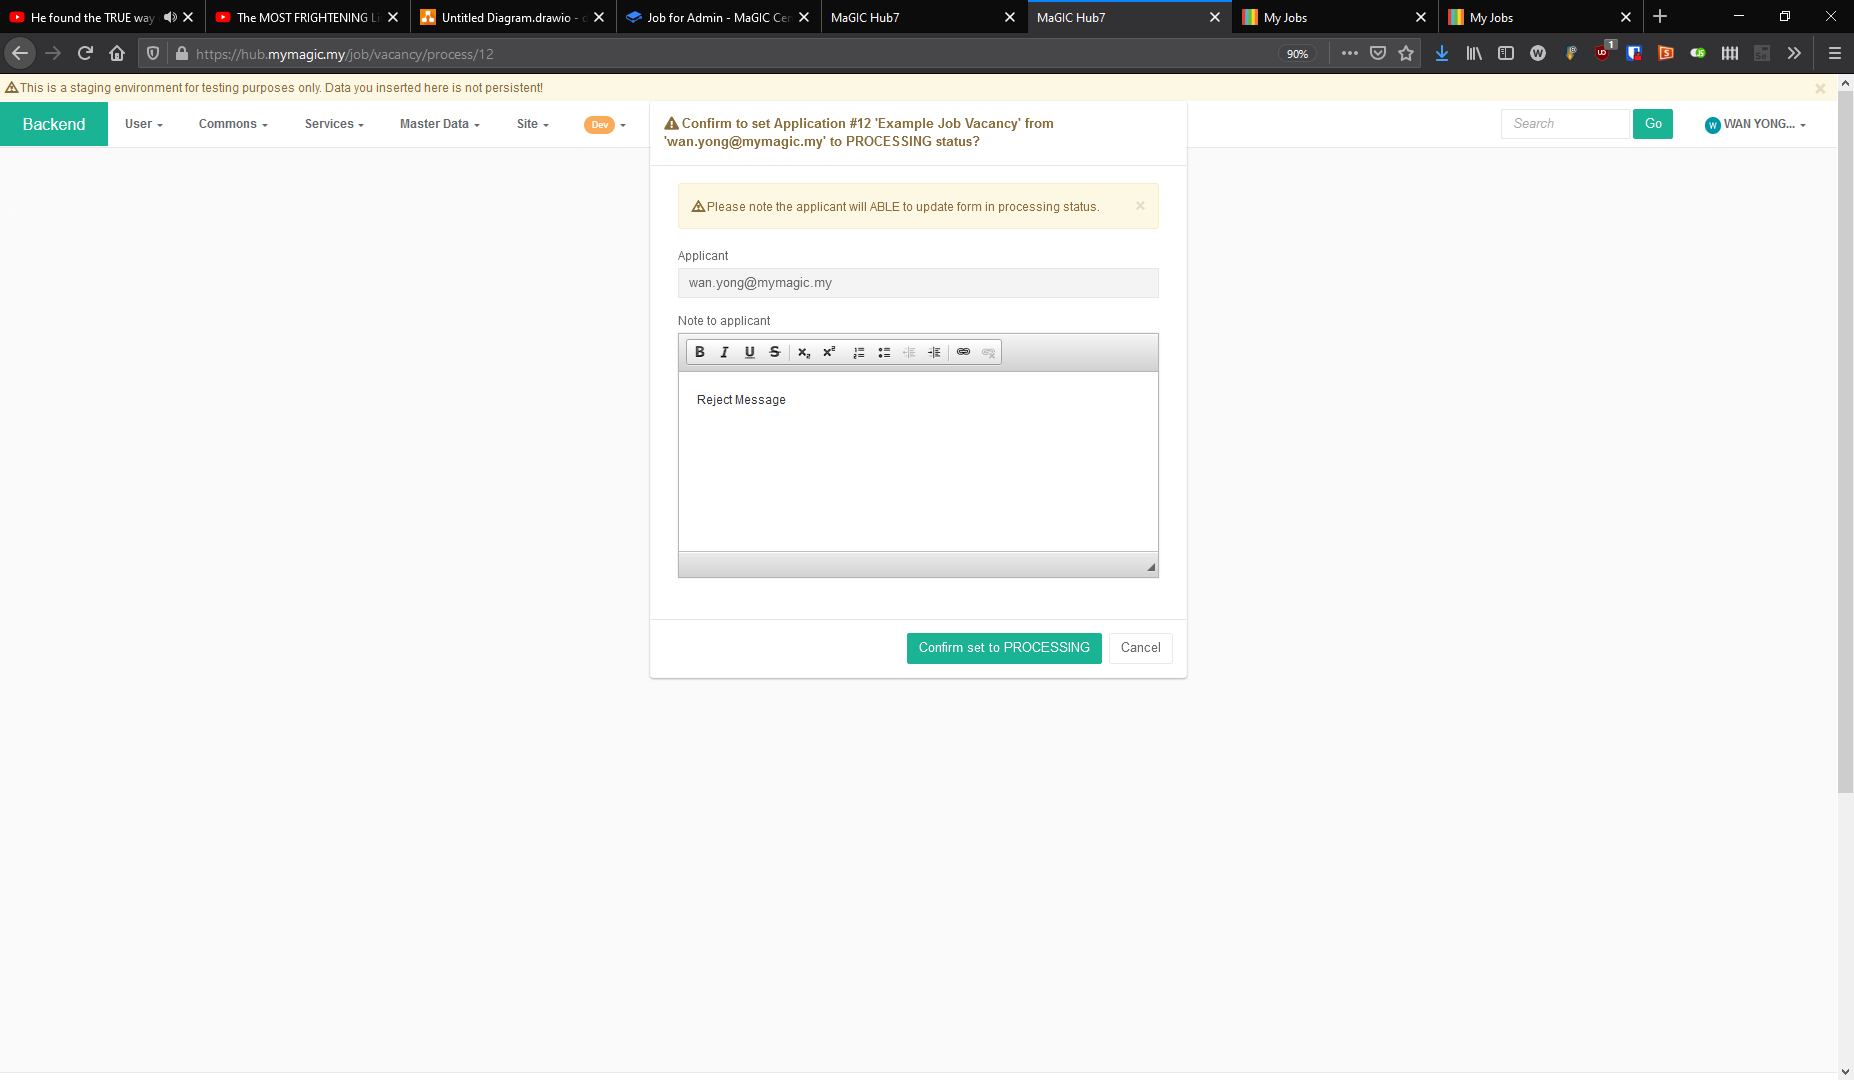 He found the TRUE way
The MOST FRIGHTENING
Untitled Diagram.drawio -
Job for Admin - MaGIC Cen
MaGIC Hub7
MaGIC Hub7
My Jobs
My Jobs
https://hub.mymagic.my/job/vacancy/process/12
90%
1
This is a staging environment for testing purposes only. Data you inserted here is not persistent!
Backend
User
Commons
Services
Master Data
Site
Dev
Search
Go
W WAN YONG...
Confirm to set Application #12 'Example Job Vacancy' from
'wan.yong@mymagic.my' to PROCESSING status?
Please note the applicant will ABLE to update form in processing status.
Applicant
wan.yong@mymagic.my
Note to applicant
Reject Message
Confirm set to PROCESSING
Cancel